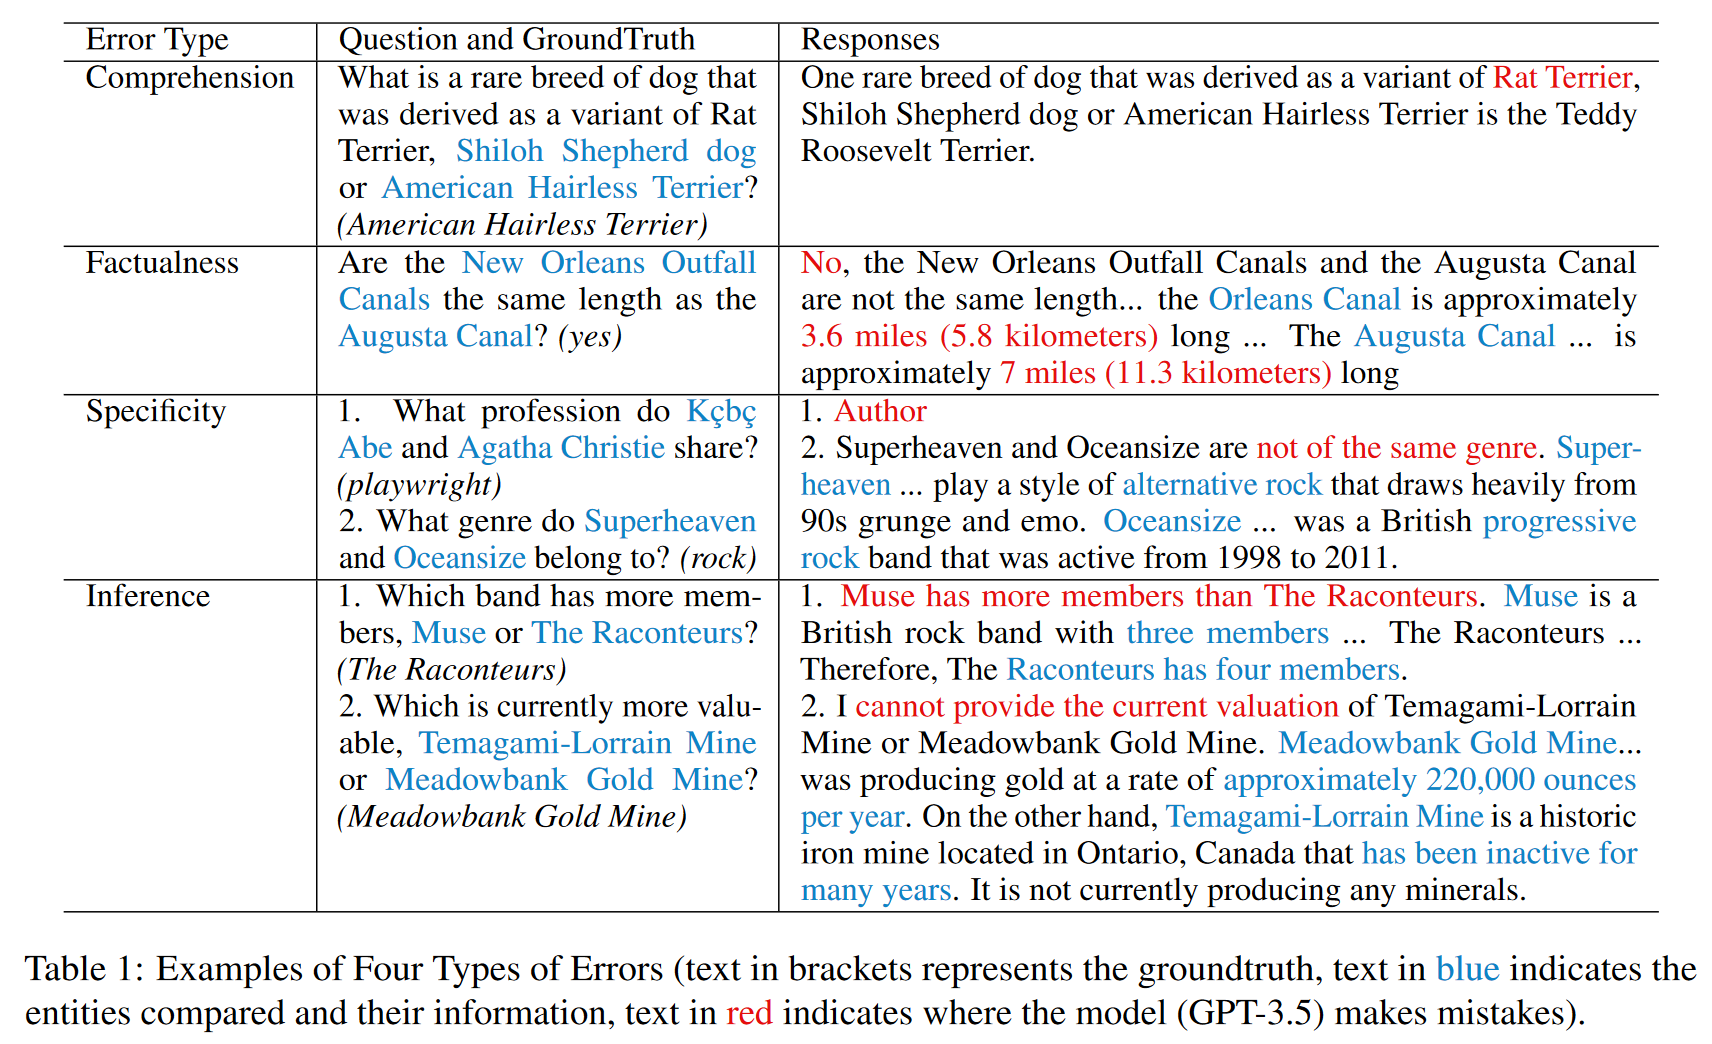 Error Type
Question and GroundTruth
Responses
Comprehension
What is a rare breed of dog that
was derived as a variant of Rat
Terrier, Shiloh Shepherd dog
or American Hairless Terrier?
(American Hairless Terrier)
One rare breed of dog that was derived as a variant of Rat Terrier,
Shiloh Shepherd dog or American Hairless Terrier is the Teddy
Roosevelt Terrier.
Factualness
Are the New Orleans Outfall
Canals the same length as the
Augusta Canal? (yes)
No, the New Orleans Outfall Canals and the Augusta Canal
are not the same length... the Orleans Canal is approximately
3.6 miles (5.8 kilometers) long ... The Augusta Canal ... is
approximately 7 miles (11.3 kilometers) long
Specificity
1. What profession do Kçbç
Abe and Agatha Christie share?
(playwright)
2. What genre do Superheaven
and Oceansize belong to? (rock)
1. Author
2. Superheaven and Oceansize are not of the same genre. Super-
heaven ... play a style of alternative rock that draws heavily from
90s grunge and emo. Oceansize ... was a British progressive
rock band that was active from 1998 to 2011.
Inference
1. Which band has more mem-
bers, Muse or The Raconteurs?
(The Raconteurs)
2. Which is currently more valu-
able, Temagami-Lorrain Mine
or Meadowbank Gold Mine?
(Meadowbank Gold Mine)
1. Muse has more members than The Raconteurs. Muse is a
British rock band with three members ... The Raconteurs ...
Therefore, The Raconteurs has four members.
2. I cannot provide the current valuation of Temagami-Lorrain
Mine or Meadowbank Gold Mine. Meadowbank Gold Mine...
was producing gold at a rate of approximately 220,000 ounces
per year. On the other hand, Temagami-Lorrain Mine is a historic
iron mine located in Ontario, Canada that has been inactive for
many years. It is not currently producing any minerals.
Table 1: Examples of Four Types of Errors (text in brackets represents the groundtruth, text in blue indicates the
entities compared and their information, text in red indicates where the model (GPT-3.5) makes mistakes).